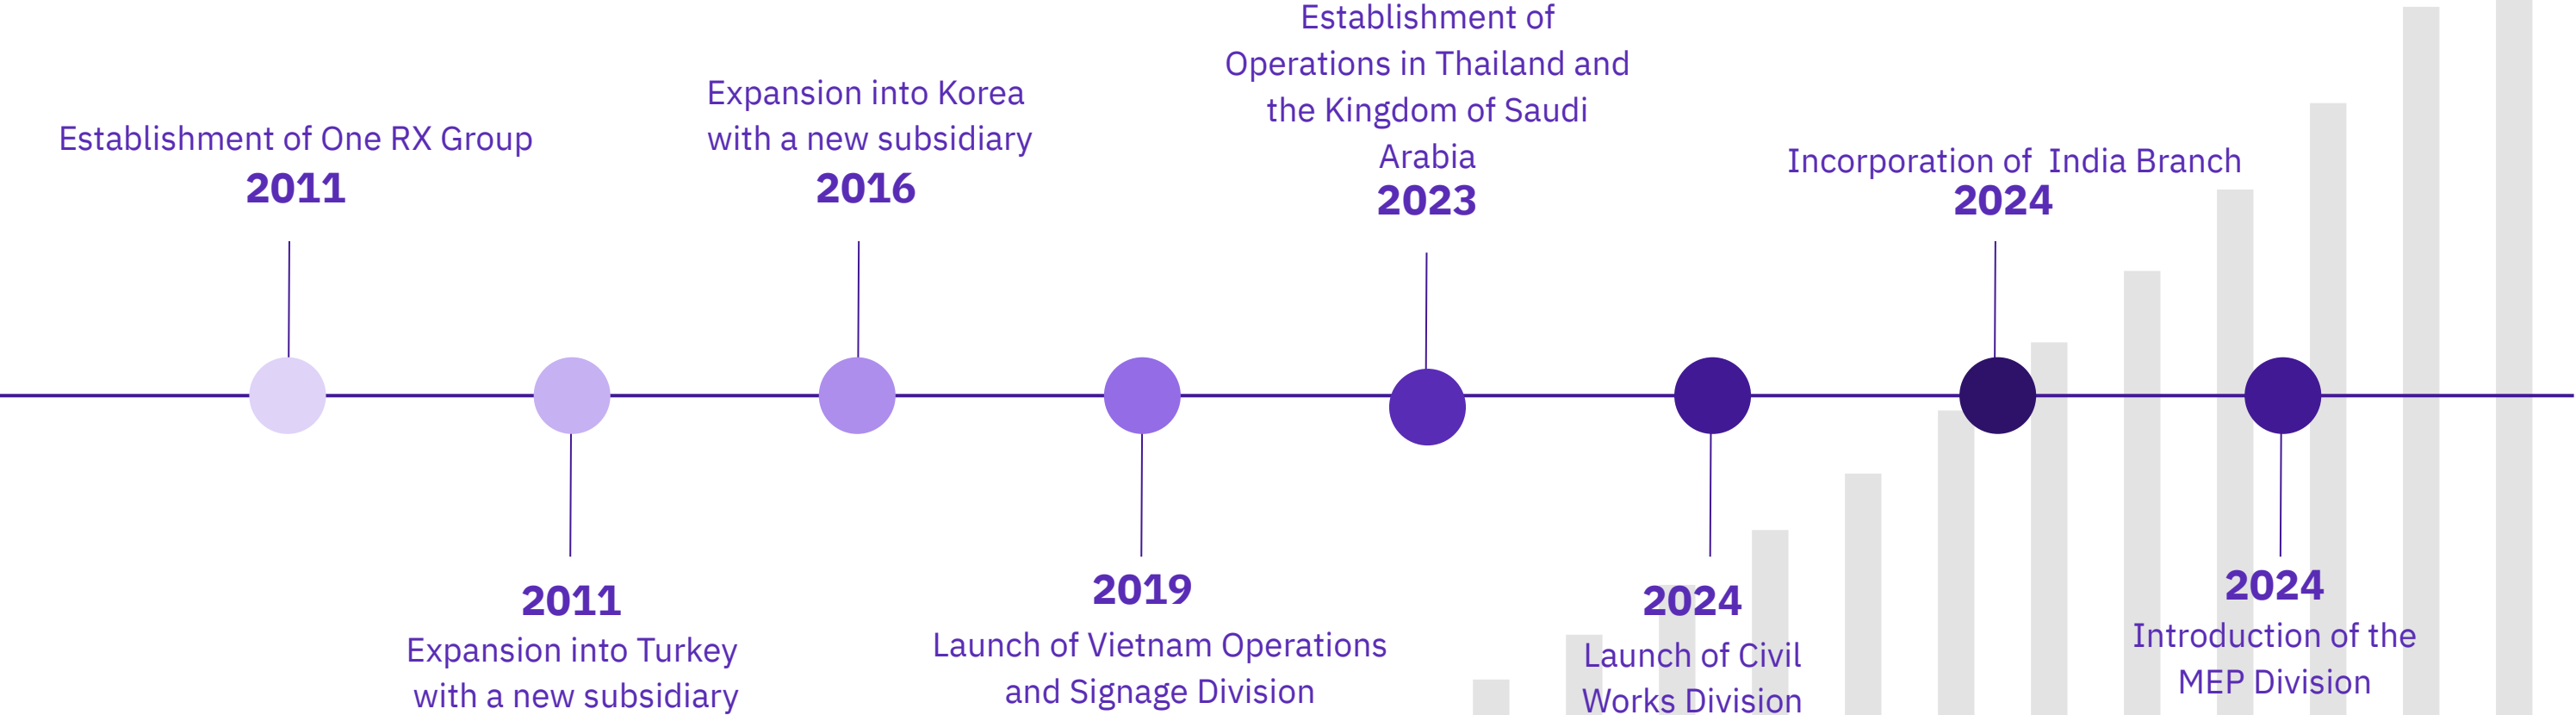 Establishment of One RX Group
2011
2011
Expansion into Turkey
with a new subsidiary
Expansion into Korea
with a new subsidiary
2016
2019
Launch of Vietnam Operations
and Signage Division
Establishment of
Operations in Thailand and
the Kingdom of Saudi
Arabia
2023
2024
Launch of Civil
Works Division
Incorporation of  India Branch
2024
2024
Introduction of the
MEP Division